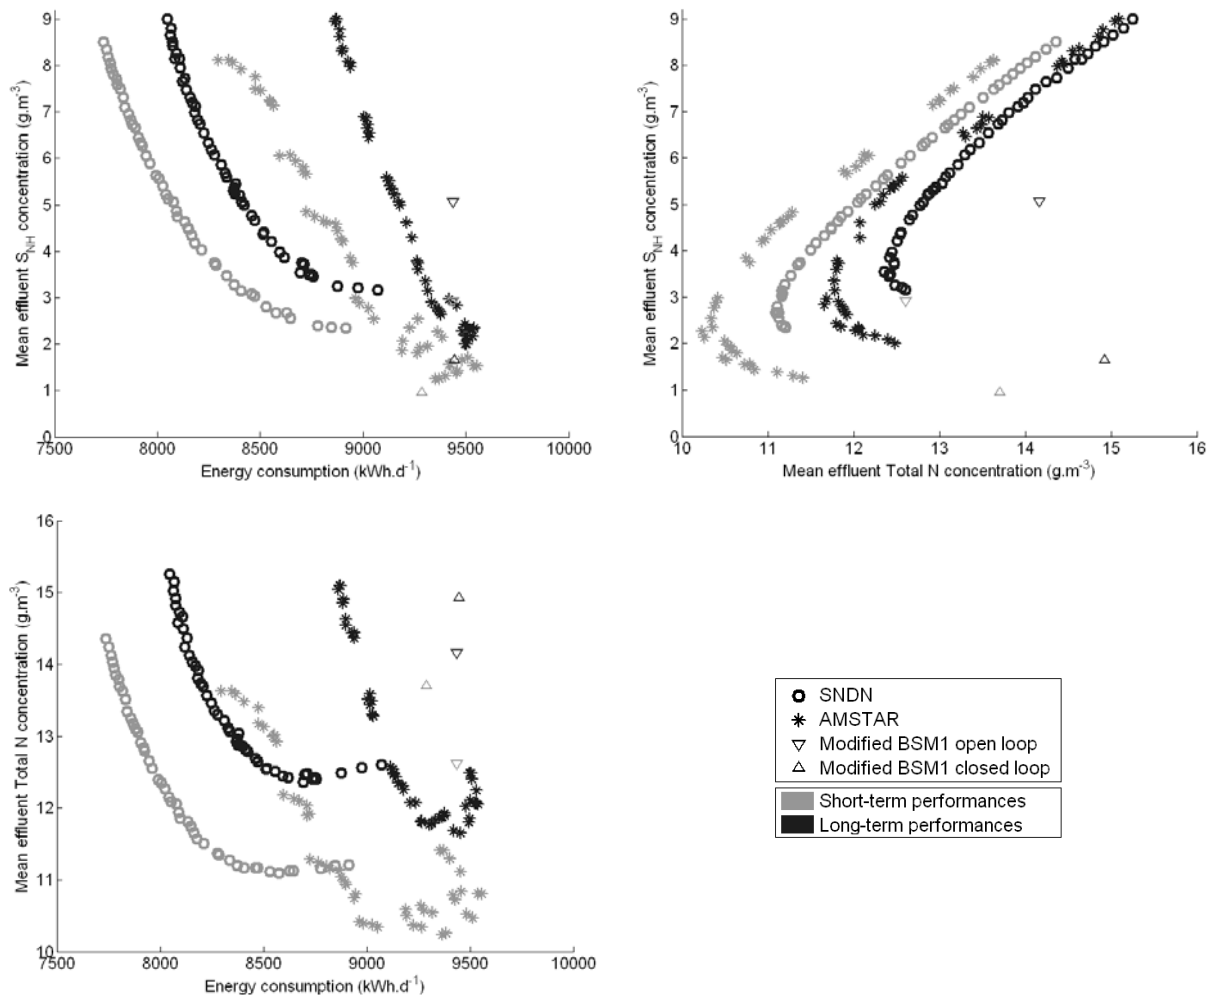 9
8
7
6
5
4
3
2
1
0
Mean effluent S_NH concentration (g.m⁻³)
7500 8000 8500 9000 9500 10000
Energy consumption (kWh.d⁻¹)
9
8
7
6
5
4
3
2
1
0
Mean effluent S_NH concentration (g.m⁻³)
10 11 12 13 14 15 16
Mean effluent Total N concentration (g.m⁻³)
16
15
14
13
12
11
10
Mean effluent Total N concentration (g.m⁻³)
7500 8000 8500 9000 9500 10000
Energy consumption (kWh.d⁻¹)
SNDN
AMSTAR
Modified BSM1 open loop
Modified BSM1 closed loop
Short-term performances
Long-term performances